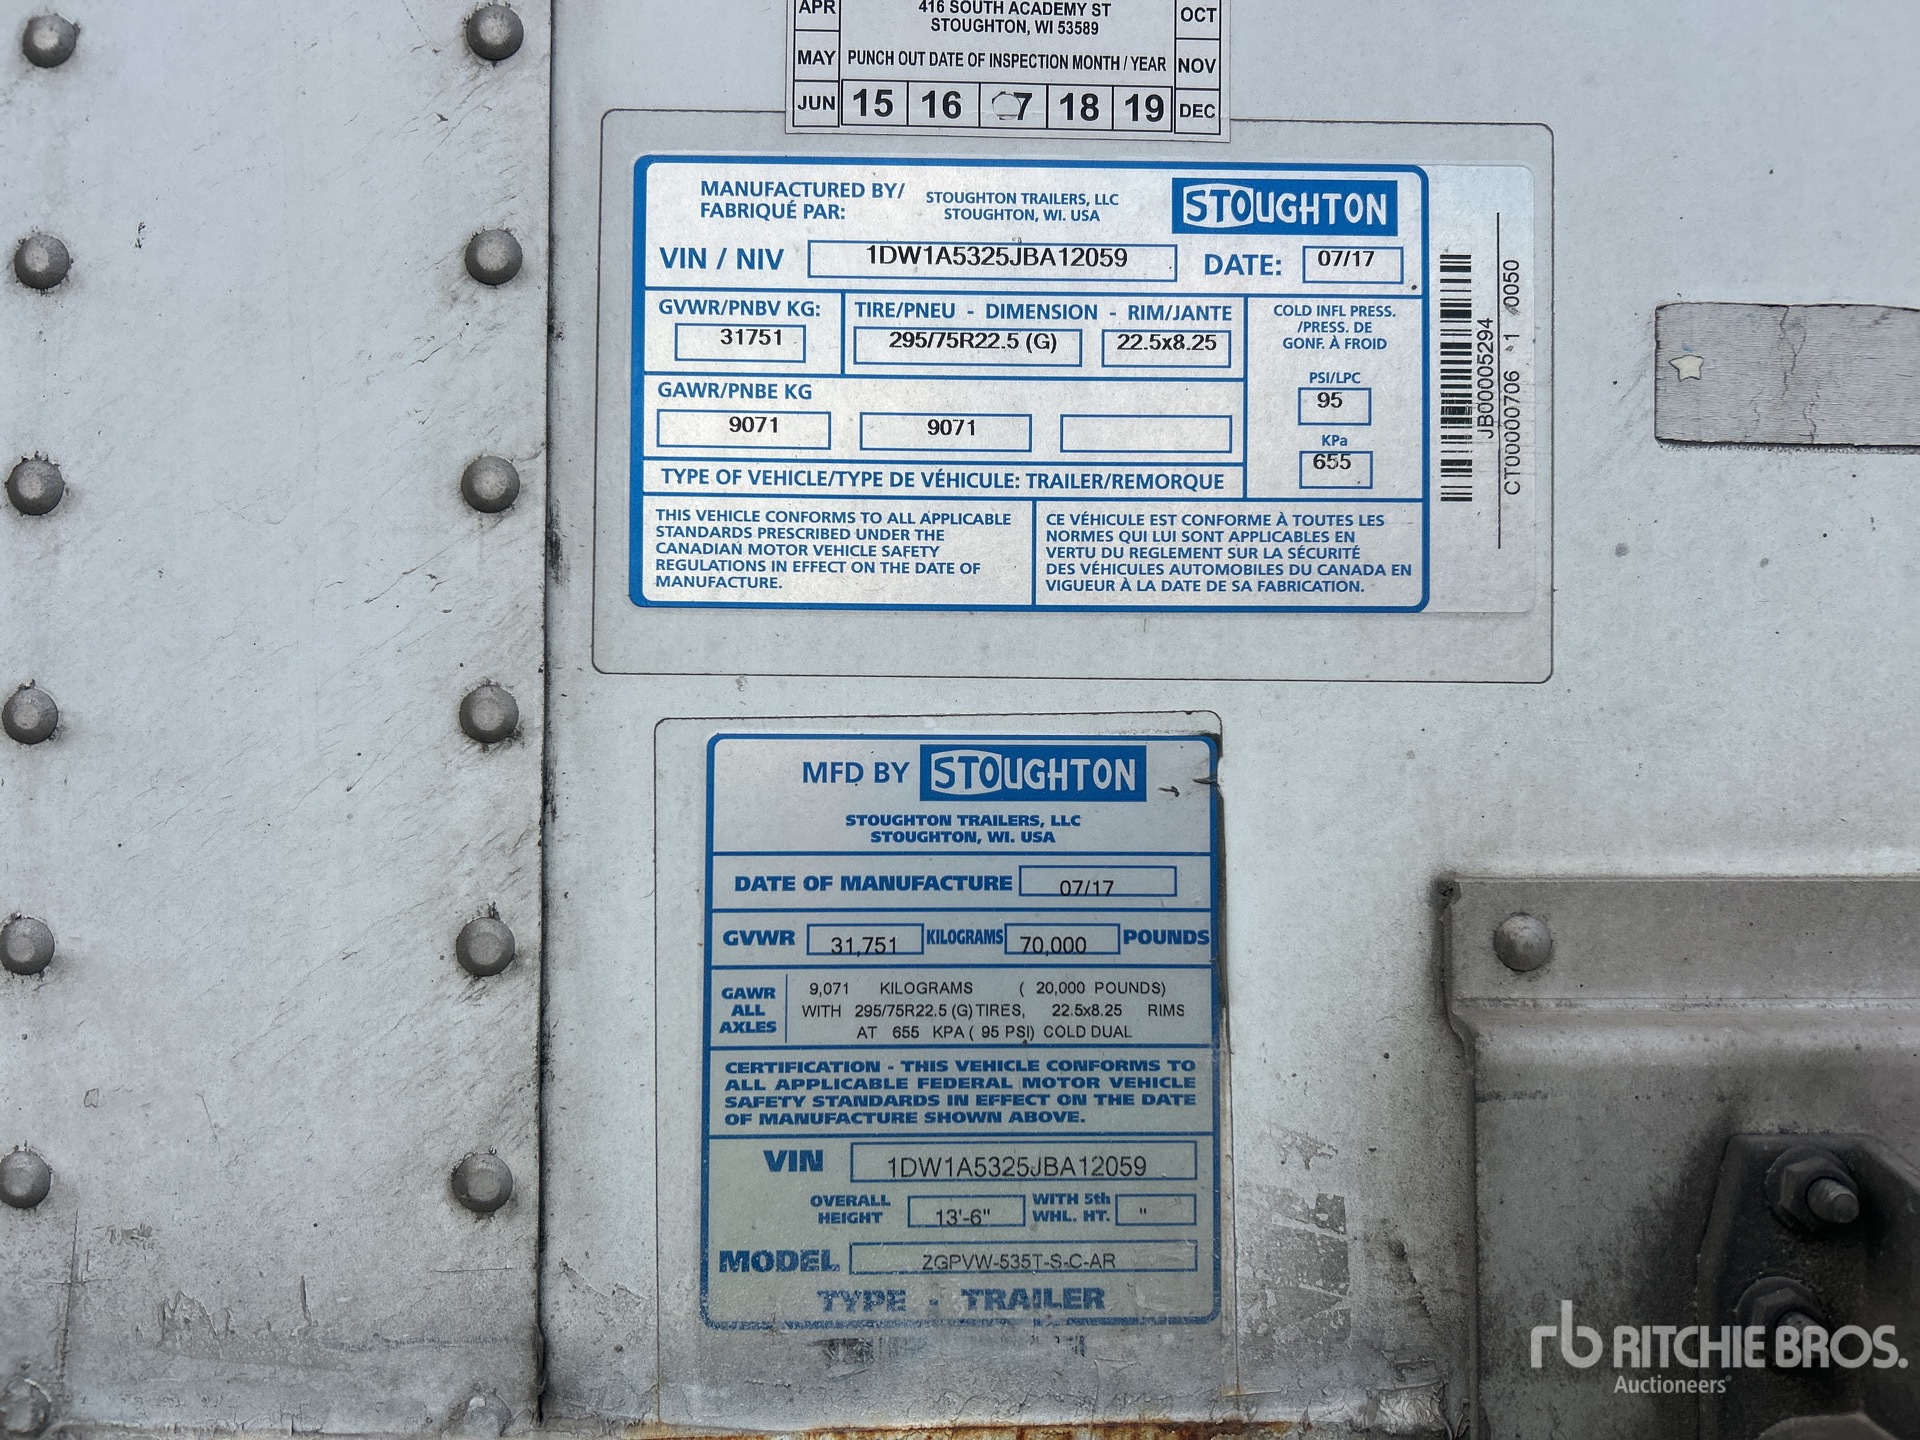 APR
416 SOUTH ACADEMY ST
OCT
STOUGHTON, WI 53589
MAY
PUNCH OUT DATE OF INSPECTION MONTH / YEAR
NOV
JUN
15 16 7 18 19
DEC
MANUFACTURED BY/
FABRIQUÉ PAR:
STOUGHTON TRAILERS, LLC
STOUGHTON, WI. USA
STOUGHTON
VIN / NIV 1DW1A5325JBA12059 DATE: 07/17
GVWR/PNBV KG:
31751
TIRE/PNEU - DIMENSION - RIM/JANTE
295/75R22.5 (G) 22.5x8.25
COLD INFL PRESS.
/PRESS. DE
GONF. À FROID
PSI/LPC
95
KPa
655
GAWR/PNBE KG
9071 9071
TYPE OF VEHICLE/TYPE DE VÉHICULE: TRAILER/REMORQUE
THIS VEHICLE CONFORMS TO ALL APPLICABLE
STANDARDS PRESCRIBED UNDER THE
CANADIAN MOTOR VEHICLE SAFETY
REGULATIONS IN EFFECT ON THE DATE OF
MANUFACTURE.
CE VÉHICULE EST CONFORME À TOUTES LES
NORMES QUI LUI SONT APPLICABLES EN
VERTU DU REGLEMENT SUR LA SÉCURITÉ
DES VÉHICULES AUTOMOBILES DU CANADA EN
VIGUEUR À LA DATE DE SA FABRICATION.
JB00005294
CT00000706 1 0050
MFD BY STOUGHTON
STOUGHTON TRAILERS, LLC
STOUGHTON, WI. USA
DATE OF MANUFACTURE 07/17
GVWR 31,751 KILOGRAMS 70,000 POUNDS
GAWR
ALL
AXLES
9,071 KILOGRAMS ( 20,000 POUNDS)
WITH 295/75R22.5 (G) TIRES, 22.5x8.25 RIMS
AT 655 KPA ( 95 PSI) COLD DUAL
CERTIFICATION - THIS VEHICLE CONFORMS TO
ALL APPLICABLE FEDERAL MOTOR VEHICLE
SAFETY STANDARDS IN EFFECT ON THE DATE
OF MANUFACTURE SHOWN ABOVE.
VIN 1DW1A5325JBA12059
OVERALL
HEIGHT
13'-6"
WITH 5th
WHL. HT.
"
MODEL ZGPVW-535T-S-C-AR
TYPE - TRAILER
rb RITCHIE BROS.
Auctioneers